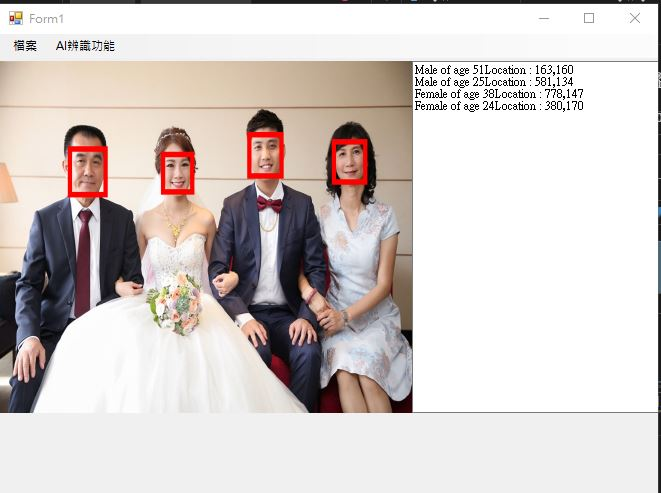 Form1
檔案 AI辨識功能
Male of age 51Location : 163,160
Male of age 25Location : 581,134
Female of age 38Location : 778,147
Female of age 24Location : 380,170